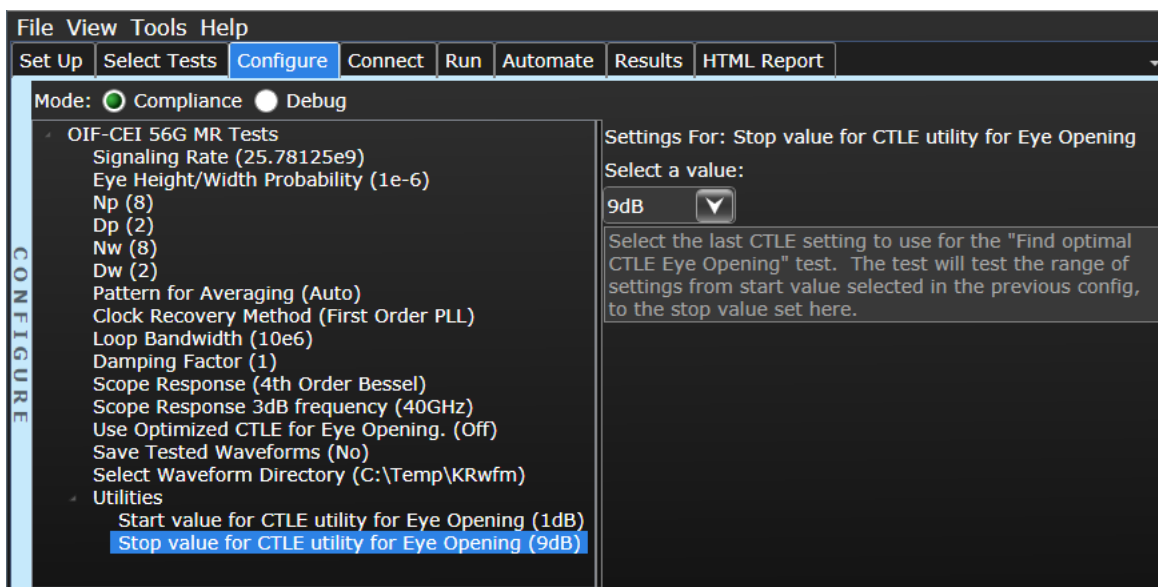 File View Tools Help
Set Up Select Tests Configure Connect Run Automate Results HTML Report
Mode: Compliance Debug
CONFIGURE
OIF-CEI 56G MR Tests
Signaling Rate (25.78125e9)
Eye Height/Width Probability (1e-6)
Np (8)
Dp (2)
Nw (8)
Dw (2)
Pattern for Averaging (Auto)
Clock Recovery Method (First Order PLL)
Loop Bandwidth (10e6)
Damping Factor (1)
Scope Response (4th Order Bessel)
Scope Response 3dB frequency (40GHz)
Use Optimized CTLE for Eye Opening. (Off)
Save Tested Waveforms (No)
Select Waveform Directory (C:\Temp\KRwfm)
Utilities
Start value for CTLE utility for Eye Opening (1dB)
Stop value for CTLE utility for Eye Opening (9dB)
Settings For: Stop value for CTLE utility for Eye Opening
Select a value:
9dB
Select the last CTLE setting to use for the "Find optimal
CTLE Eye Opening" test. The test will test the range of
settings from start value selected in the previous config,
to the stop value set here.